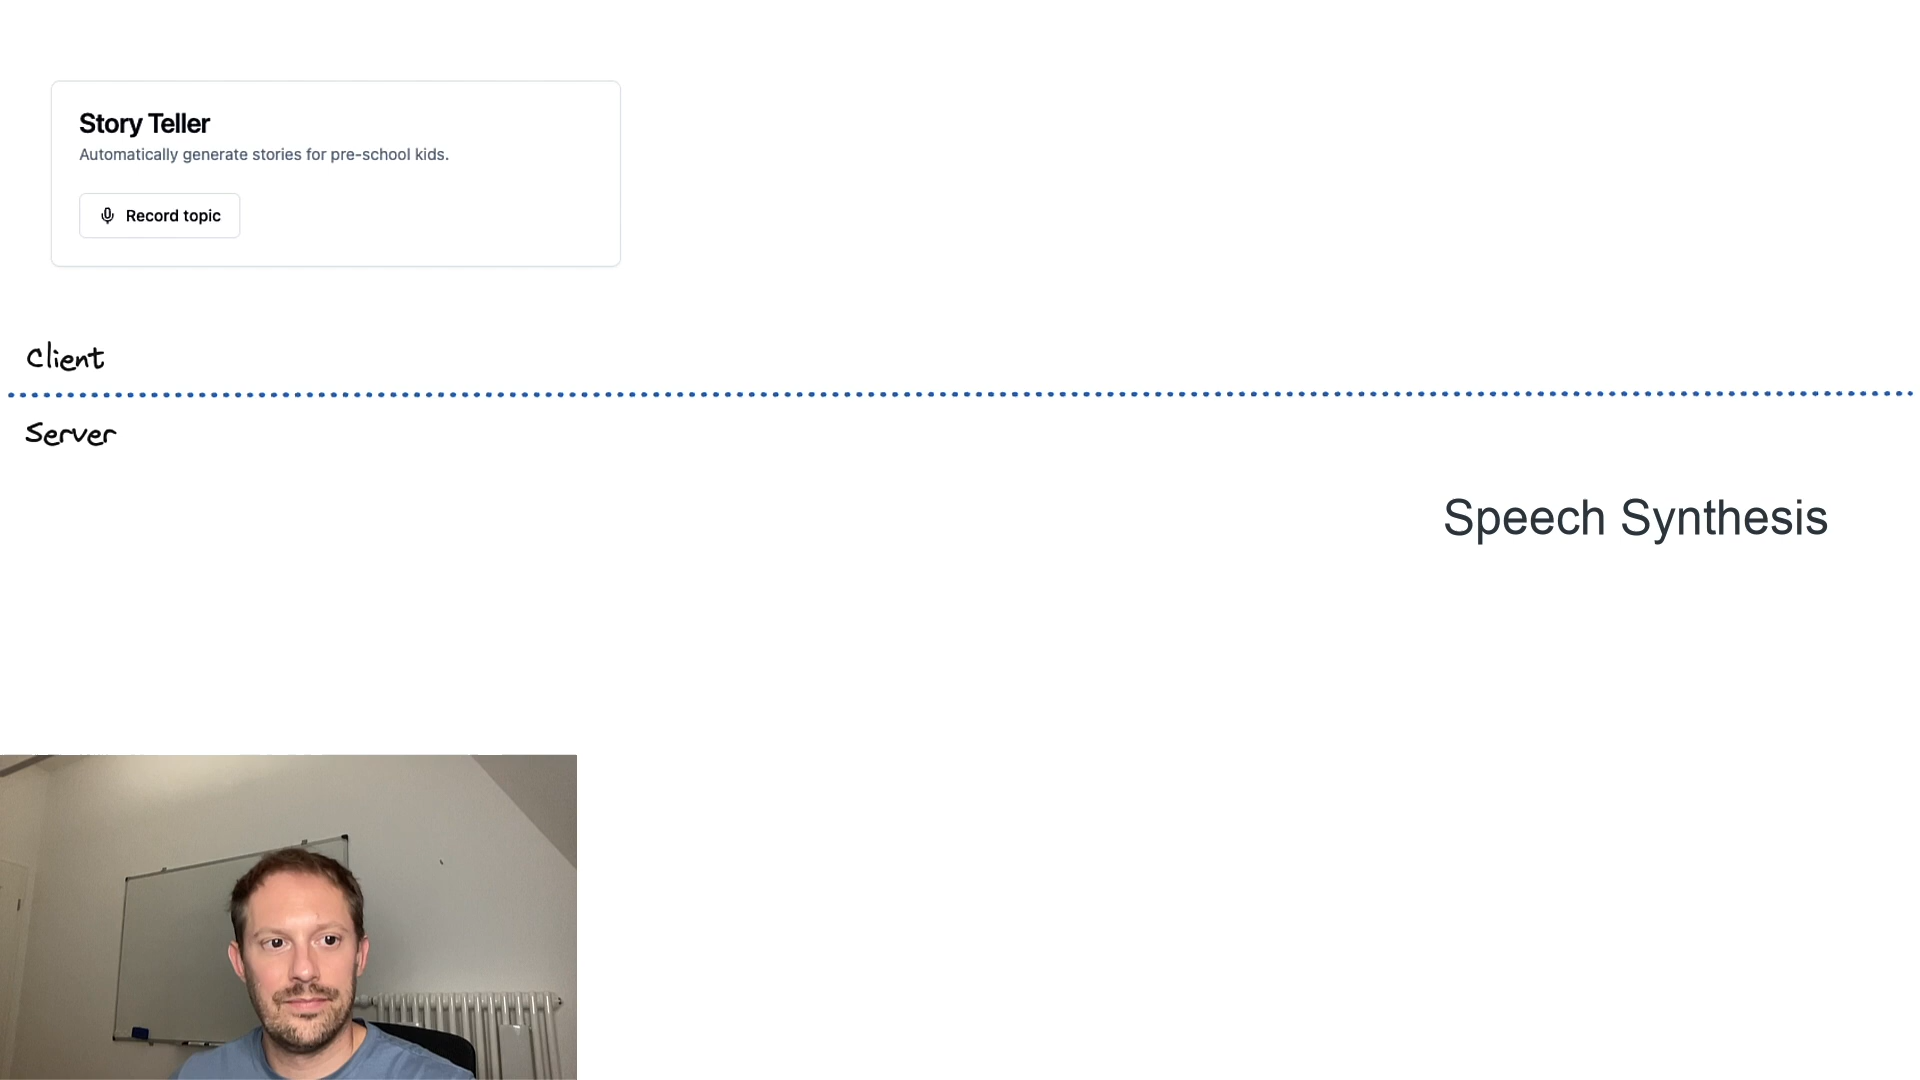 Story Teller
Automatically generate stories for pre-school kids.
Record topic
Client
Server
Speech Synthesis